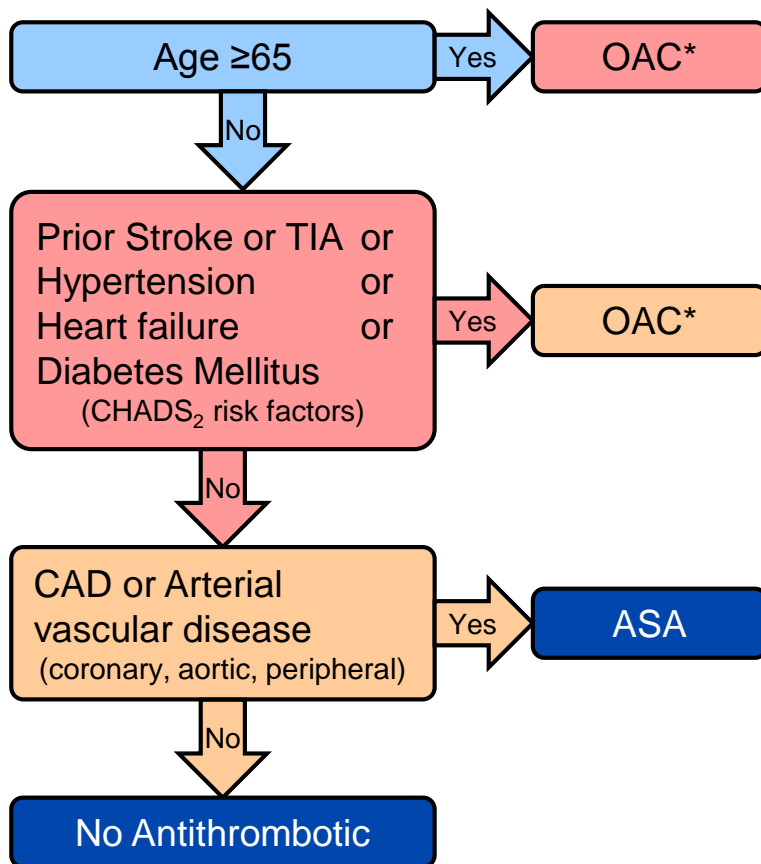 Age ≥65
Yes
OAC*
No
Prior Stroke or TIA or
Hypertension or
Heart failure or
Diabetes Mellitus
(CHADS₂ risk factors)
Yes
OAC*
No
CAD or Arterial
vascular disease
(coronary, aortic, peripheral)
Yes
ASA
No
No Antithrombotic